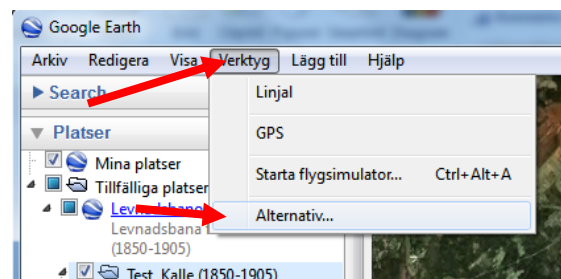 Google Earth
Arkiv Redigera Visa Verktyg Lägg till Hjälp
Search
Linjal
Platser
GPS
Mina platser
Starta flygsimulator... Ctrl+Alt+A
Tillfälliga platser
Alternativ...
Levnadsbana
(1850-1905)
Test Kalle (1850-1905)